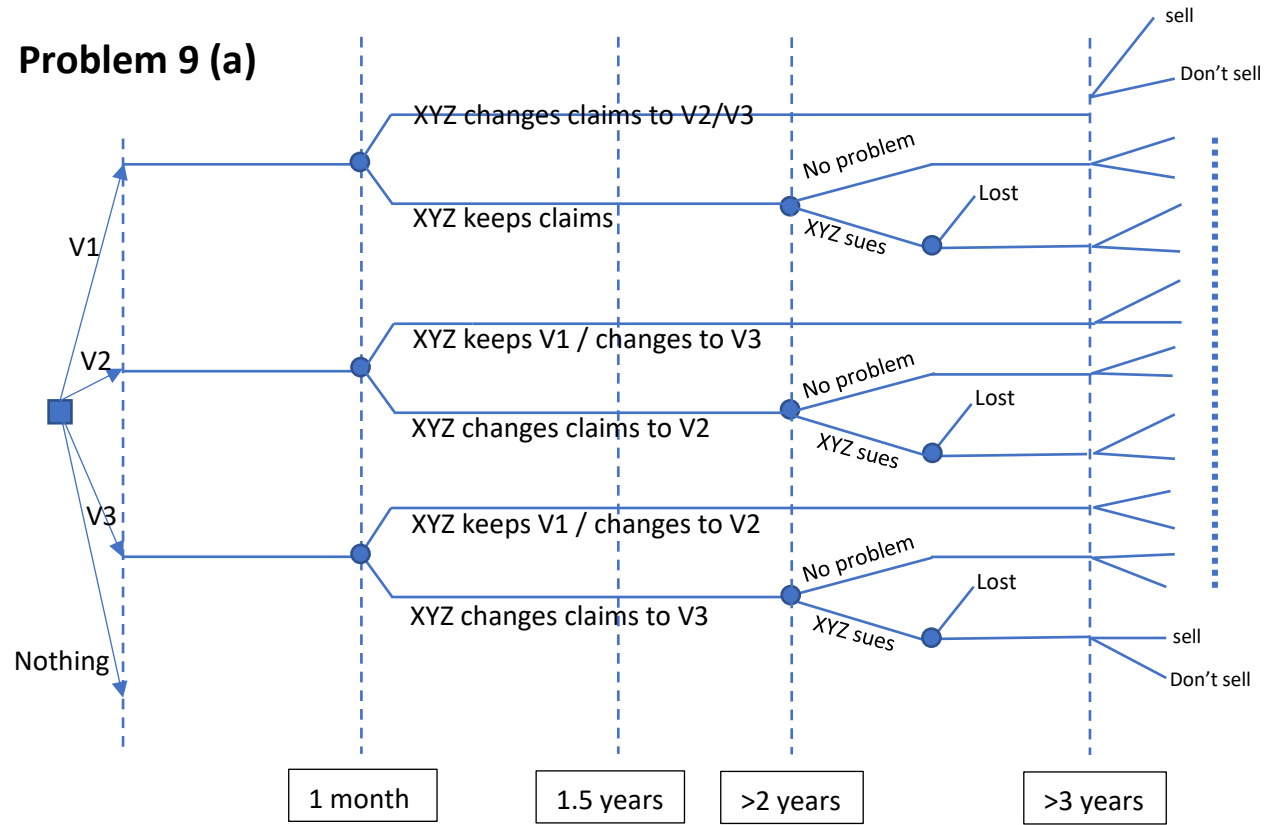 sell
Problem 9 (a)
Don't sell
XYZ changes claims to V2/V3
No problem
Lost
XYZ keeps claims
XYZ sues
V1
XYZ keeps V1 / changes to V3
V2
No problem
Lost
XYZ changes claims to V2
XYZ sues
XYZ keeps V1 / changes to V2
V3
No problem
Lost
XYZ changes claims to V3
XYZ sues
sell
Nothing
Don't sell
1 month
1.5 years
>2 years
>3 years